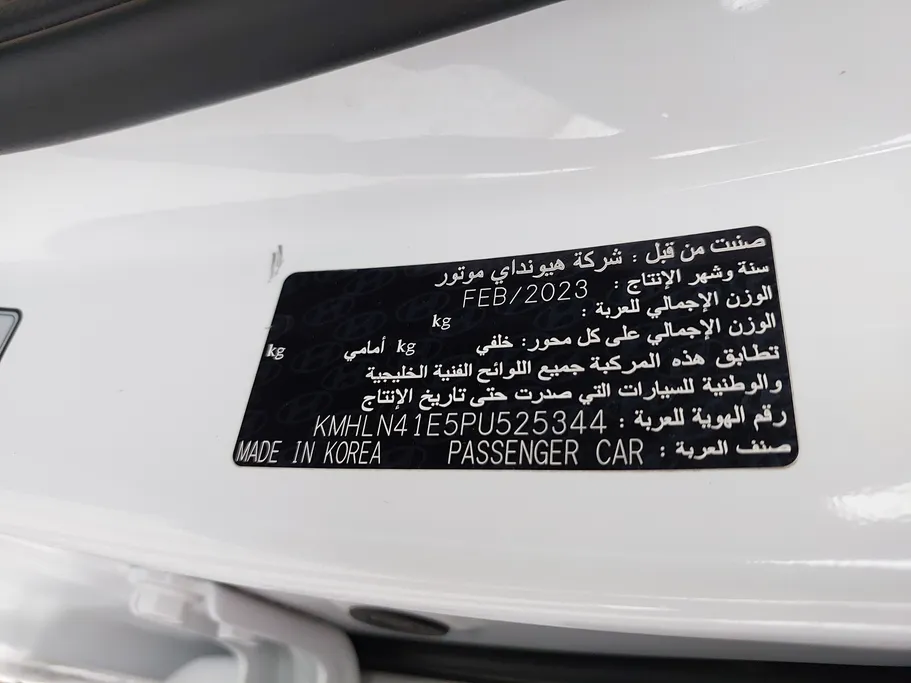 صنعت من قبل : شركة هيونداي موتور
سنة وشهر الإنتاج : FEB/2023
الوزن الإجمالي للعربة : kg
الوزن الإجمالي على كل محور: خلفي kg أمامي kg
تطابق هذه المركبة جميع اللوائح الفنية الخليجية
والوطنية للسيارات التي صدرت حتى تاريخ الإنتاج
رقم الهوية للعربة : KMHLN41E5PU525344
صنف العربة : PASSENGER CAR MADE IN KOREA